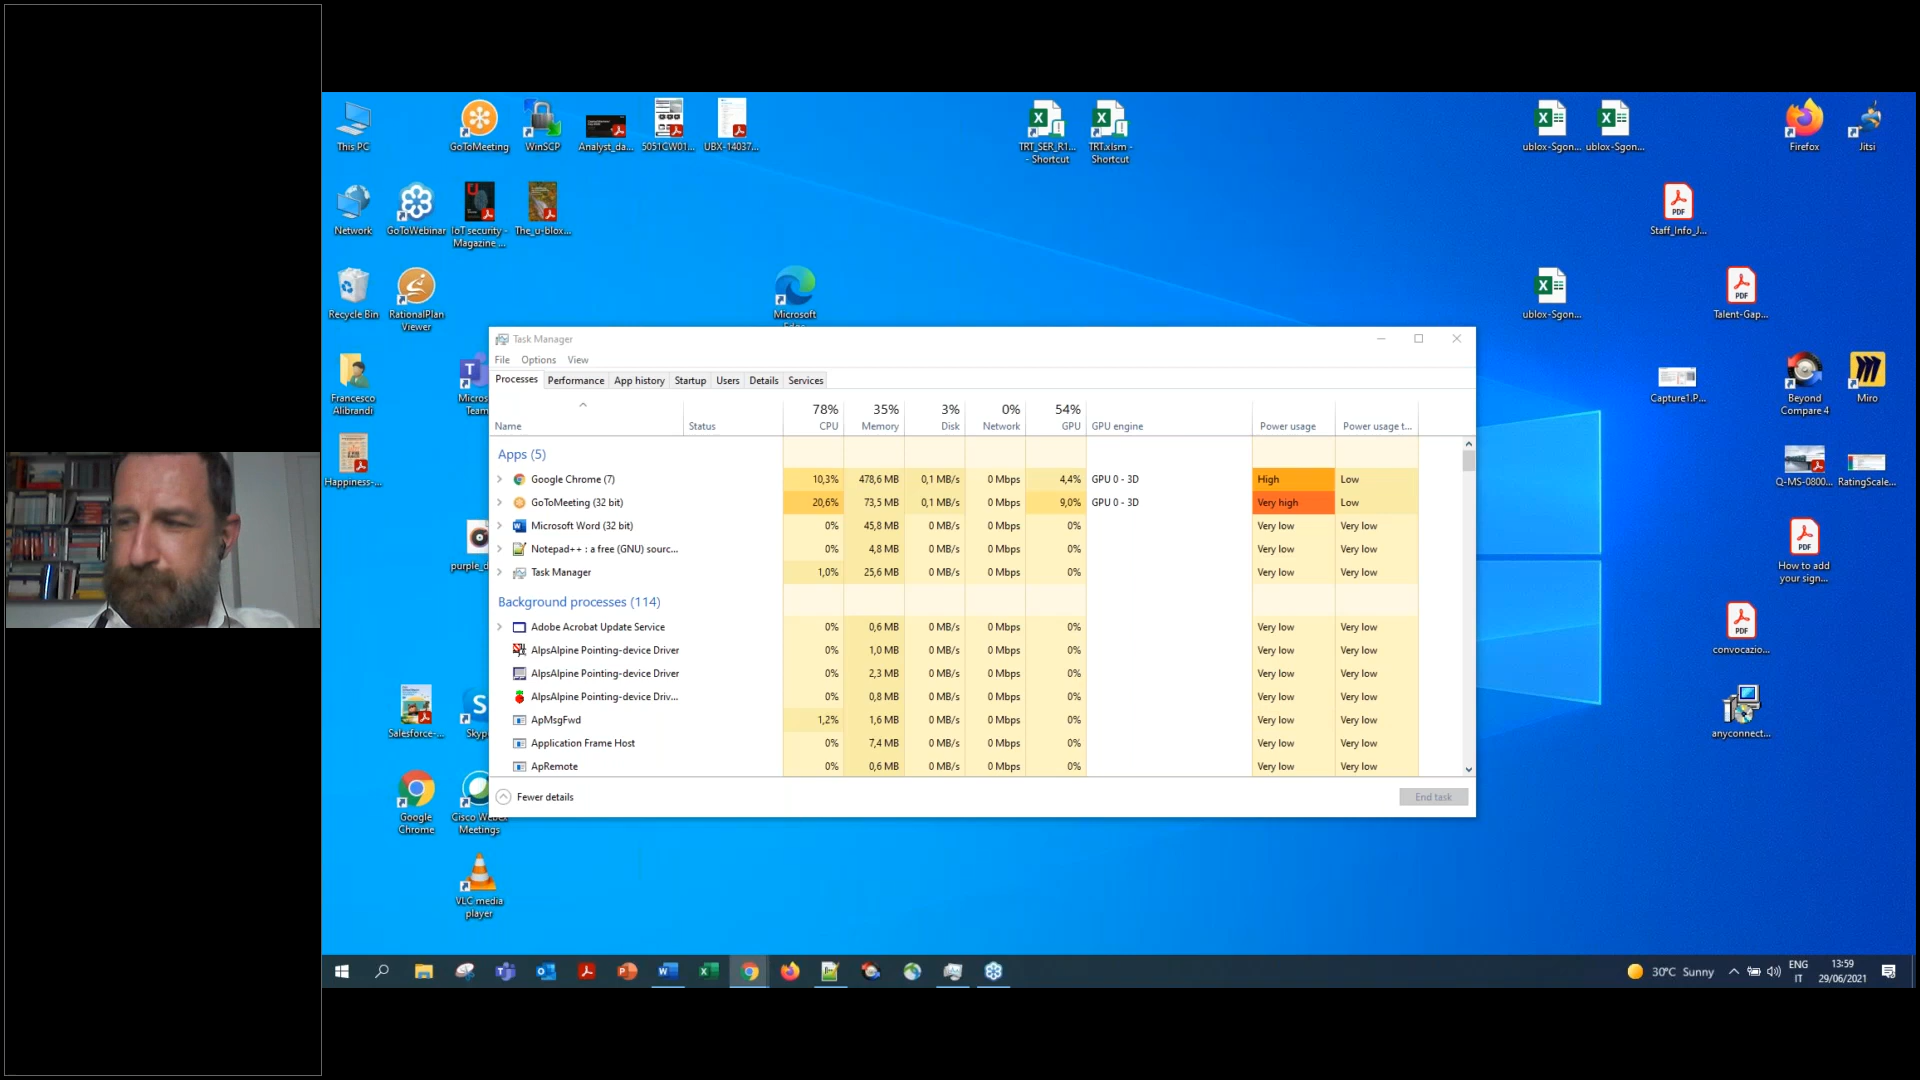 This PC
GoToMeeting
WinSCP
Analyst_da...
5051CW01...
UBX-14037...
TRT_SER_R1...
- Shortcut
TRT.xlsm -
Shortcut
ublox-Sgon...
ublox-Sgon...
Firefox
Jitsi
Network
GoToWebinar
IoT security -
Magazine ...
The_u-blox...
PDF
Staff_Info_J...
Recycle Bin
RationalPlan
Viewer
Microsoft
ublox-Sgon...
PDF
Talent-Gap...
Francesco
Alibrandi
Capture1.P...
Beyond
Compare 4
Miro
Happiness-...
Q-MS-0800...
RatingScale...
PDF
How to add
your sign...
PDF
convocazio...
anyconnect...
Salesforce-...
Google
Chrome
Cisco Webex
Meetings
VLC media
player
Task Manager
File Options View
Processes Performance App history Startup Users Details Services
78% 35% 3% 0% 54%
Name Status CPU Memory Disk Network GPU GPU engine Power usage Power usage t...
Apps (5)
Google Chrome (7) 10,3% 478,6 MB 0,1 MB/s 0 Mbps 4,4% GPU 0 - 3D High Low
GoToMeeting (32 bit) 20,6% 73,5 MB 0,1 MB/s 0 Mbps 9,0% GPU 0 - 3D Very high Low
Microsoft Word (32 bit) 0% 45,8 MB 0 MB/s 0 Mbps 0% Very low Very low
Notepad++ : a free (GNU) sourc... 0% 4,8 MB 0 MB/s 0 Mbps 0% Very low Very low
Task Manager 1,0% 25,6 MB 0 MB/s 0 Mbps 0% Very low Very low
Background processes (114)
Adobe Acrobat Update Service 0% 0,6 MB 0 MB/s 0 Mbps 0% Very low Very low
AlpsAlpine Pointing-device Driver 0% 1,0 MB 0 MB/s 0 Mbps 0% Very low Very low
AlpsAlpine Pointing-device Driver 0% 2,3 MB 0 MB/s 0 Mbps 0% Very low Very low
AlpsAlpine Pointing-device Driv... 0% 0,8 MB 0 MB/s 0 Mbps 0% Very low Very low
ApMsgFwd 1,2% 1,6 MB 0 MB/s 0 Mbps 0% Very low Very low
Application Frame Host 0% 7,4 MB 0 MB/s 0 Mbps 0% Very low Very low
ApRemote 0% 0,6 MB 0 MB/s 0 Mbps 0% Very low Very low
Fewer details
End task
30°C Sunny
ENG
IT
13:59
29/06/2021